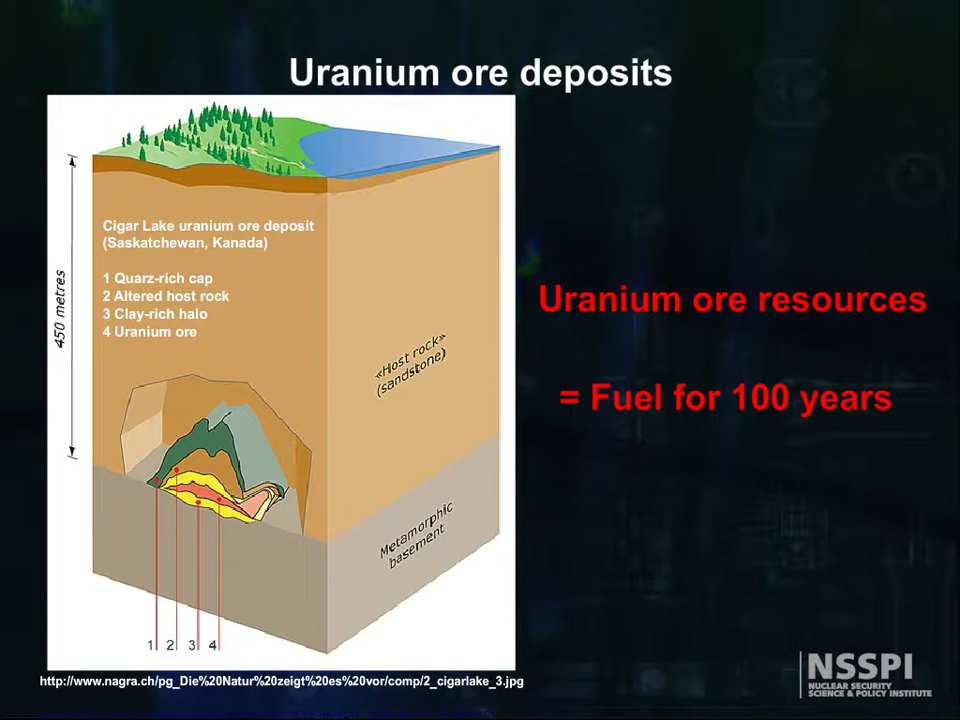 Uranium ore deposits
450 metres
Cigar Lake uranium ore deposit
(Saskatchewan, Kanada)
1 Quarz-rich cap
2 Altered host rock
3 Clay-rich halo
4 Uranium ore
«Host rock»
(sandstone)
Metamorphic
basement
1 2 3 4
http://www.nagra.ch/pg_Die%20Natur%20zeigt%20es%20vor/comp/2_cigarlake_3.jpg
Uranium ore resources
= Fuel for 100 years
NSSPI
NUCLEAR SECURITY
SCIENCE & POLICY INSTITUTE